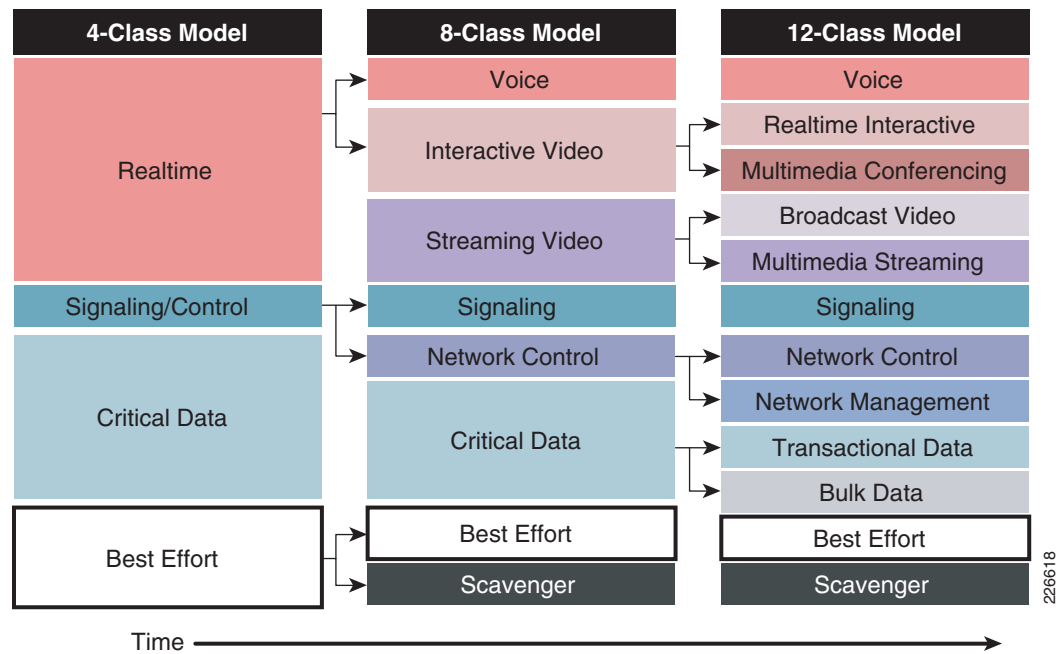 4-Class Model
8-Class Model
12-Class Model
Realtime
Signaling/Control
Critical Data
Best Effort
Voice
Interactive Video
Streaming Video
Signaling
Network Control
Critical Data
Best Effort
Scavenger
Voice
Realtime Interactive
Multimedia Conferencing
Broadcast Video
Multimedia Streaming
Signaling
Network Control
Network Management
Transactional Data
Bulk Data
Best Effort
Scavenger
226618
Time